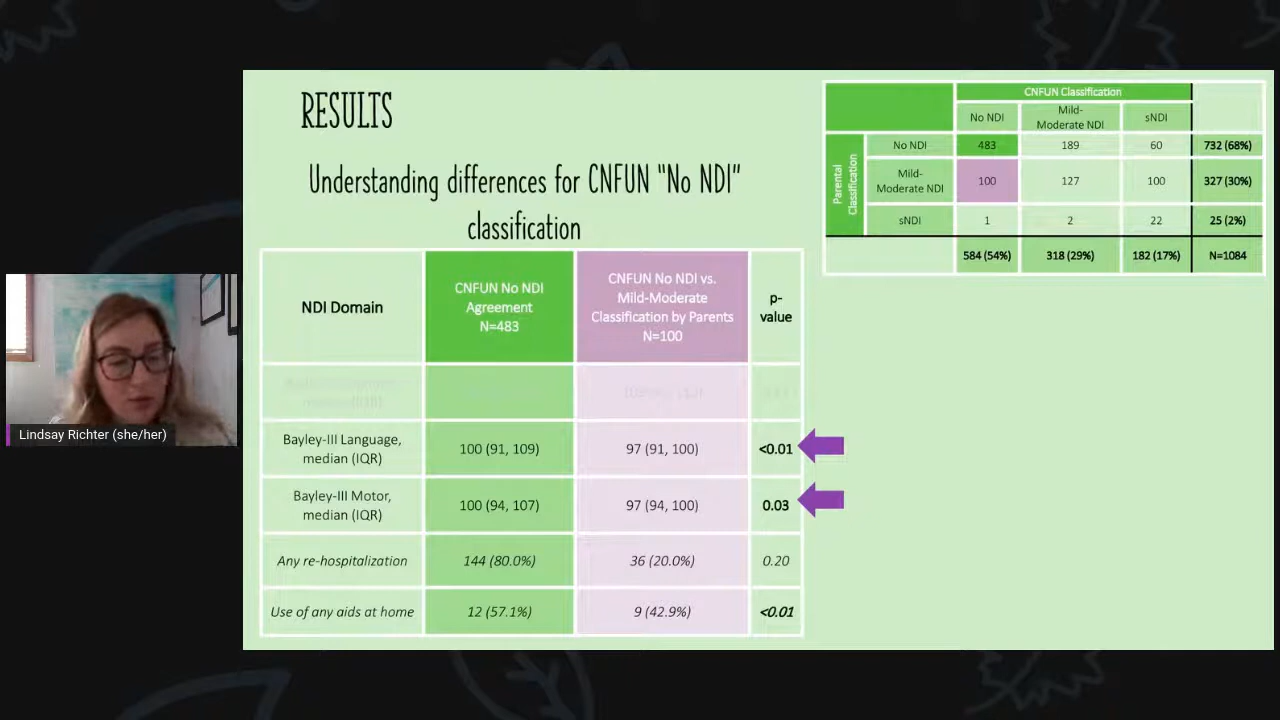 RESULTS
Understanding differences for CNFUN "No NDI"
classification
NDI Domain
CNFUN No NDI
Agreement
N=483
CNFUN No NDI vs.
Mild-Moderate
Classification by Parents
N=100
p-
value
Bayley-III Language,
median (IQR)
100 (91, 109)
97 (91, 100)
<0.01
Bayley-III Motor,
median (IQR)
100 (94, 107)
97 (94, 100)
0.03
Any re-hospitalization
144 (80.0%)
36 (20.0%)
0.20
Use of any aids at home
12 (57.1%)
9 (42.9%)
<0.01
CNFUN Classification
No NDI
Mild-
Moderate NDI
sNDI
Parental
Classification
No NDI
483
189
60
732 (68%)
Mild-
Moderate NDI
100
127
100
327 (30%)
sNDI
1
2
22
25 (2%)
584 (54%)
318 (29%)
182 (17%)
N=1084
Lindsay Richter (she/her)